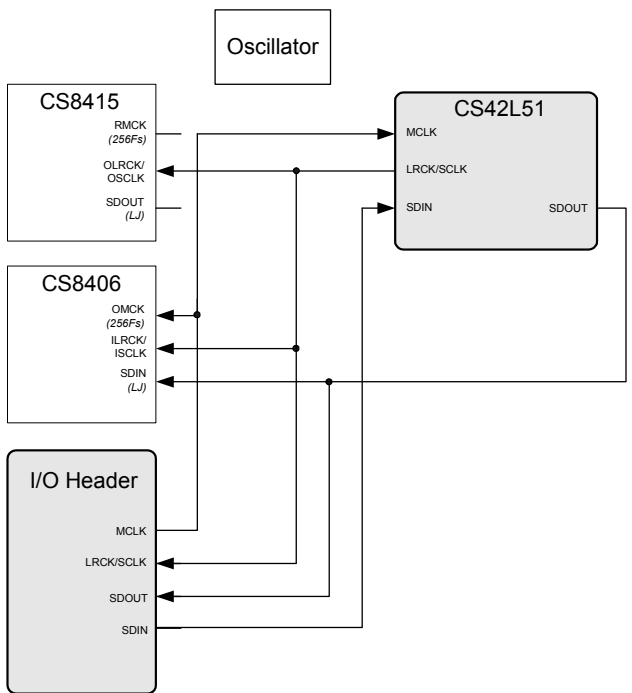 Oscillator
CS8415
RMCK
(256Fs)
OLRCK/
OSCLK
SDOUT
(LJ)
CS42L51
MCLK
LRCK/SCLK
SDIN
SDOUT
CS8406
OMCK
(256Fs)
ILRCK/
ISCLK
SDIN
(LJ)
I/O Header
MCLK
LRCK/SCLK
SDOUT
SDIN